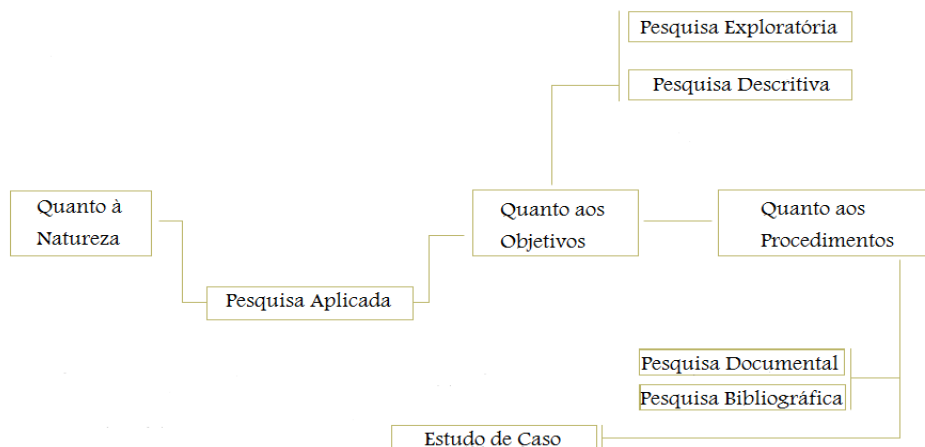 Pesquisa Exploratória
Pesquisa Descritiva
Quanto à
Natureza
Quanto aos
Objetivos
Quanto aos
Procedimentos
Pesquisa Aplicada
Pesquisa Documental
Pesquisa Bibliográfica
Estudo de Caso